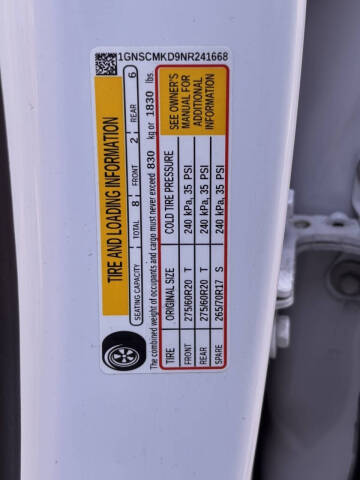 1GNSCMKD9NR241668
TIRE AND LOADING INFORMATION
SEATING CAPACITY TOTAL 8 FRONT 2 REAR 6
The combined weight of occupants and cargo must never exceed 830 kg or 1830 lbs.
TIRE ORIGINAL SIZE COLD TIRE PRESSURE
FRONT 275/60R20 T 240 kPa, 35 PSI
REAR 275/60R20 T 240 kPa, 35 PSI
SPARE 265/70R17 S 240 kPa, 35 PSI
SEE OWNER'S
MANUAL FOR
ADDITIONAL
INFORMATION